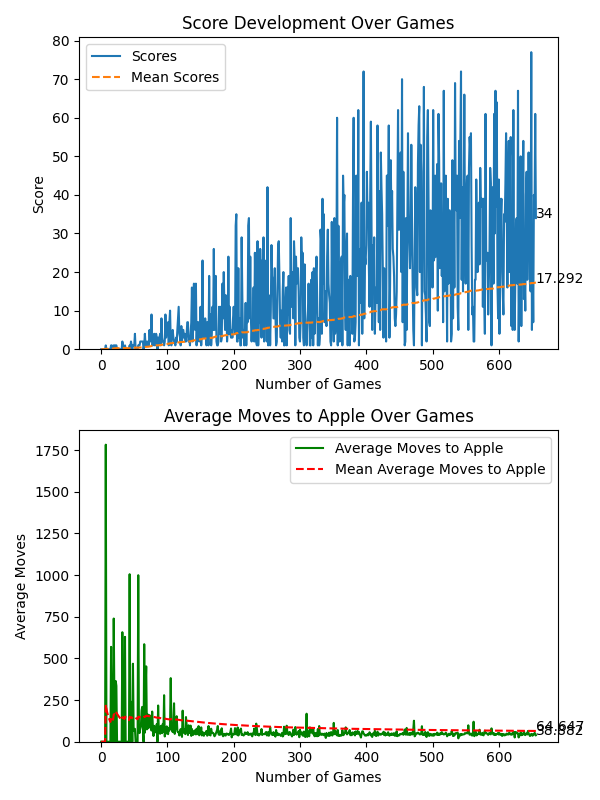 Score Development Over Games
80
70
60
50
40
30
20
10
0
Score
Scores
Mean Scores
34
17.292
0 100 200 300 400 500 600
Number of Games
Average Moves to Apple Over Games
1750
1500
1250
1000
750
500
250
0
Average Moves
Average Moves to Apple
Mean Average Moves to Apple
64.647
0 100 200 300 400 500 600
Number of Games